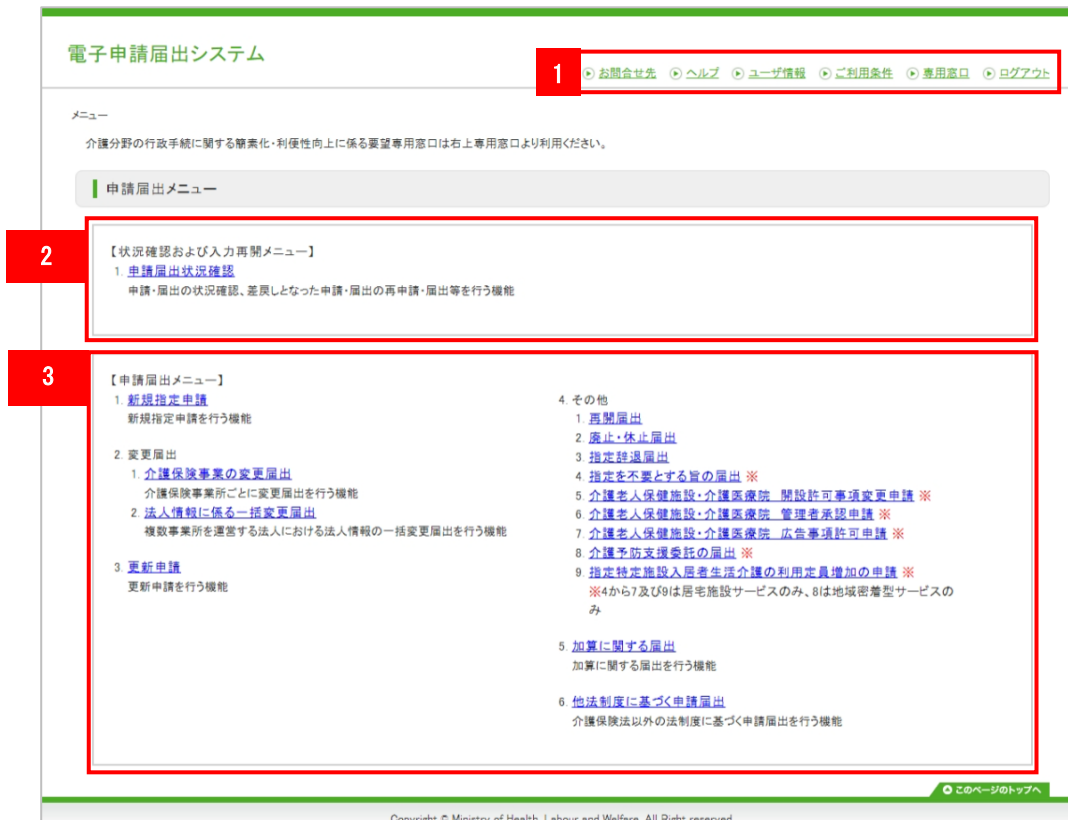 電子申請届出システム
1
お問合せ先 ヘルプ ユーザ情報 ご利用条件 専用窓口 ログアウト
メニュー
介護分野の行政手続に関する簡素化・利便性向上に係る要望専用窓口は右上専用窓口より利用ください。
申請届出メニュー
2
【状況確認および入力再開メニュー】
1. 申請届出状況確認
申請・届出の状況確認、差戻しとなった申請・届出の再申請・届出等を行う機能
3
【申請届出メニュー】
1. 新規指定申請
新規指定申請を行う機能
2. 変更届出
1. 介護保険事業の変更届出
介護保険事業所ごとに変更届出を行う機能
2. 法人情報に係る一括変更届出
複数事業所を運営する法人における法人情報の一括変更届出を行う機能
3. 更新申請
更新申請を行う機能
4. その他
1. 再開届出
2. 廃止・休止届出
3. 指定辞退届出
4. 指定を不要とする旨の届出 ※
5. 介護老人保健施設・介護医療院 開設許可事項変更申請 ※
6. 介護老人保健施設・介護医療院 管理者承認申請 ※
7. 介護老人保健施設・介護医療院 広告事項許可申請 ※
8. 介護予防支援委託の届出 ※
9. 指定特定施設入居者生活介護の利用定員増加の申請 ※
※4から7及び9は居宅施設サービスのみ、8は地域密着型サービスの
み
5. 加算に関する届出
加算に関する届出を行う機能
6. 他法制度に基づく申請届出
介護保険法以外の法制度に基づく申請届出を行う機能
このページのトップへ
Copyright © Ministry of Health, Labour and Welfare, All Right reserved.